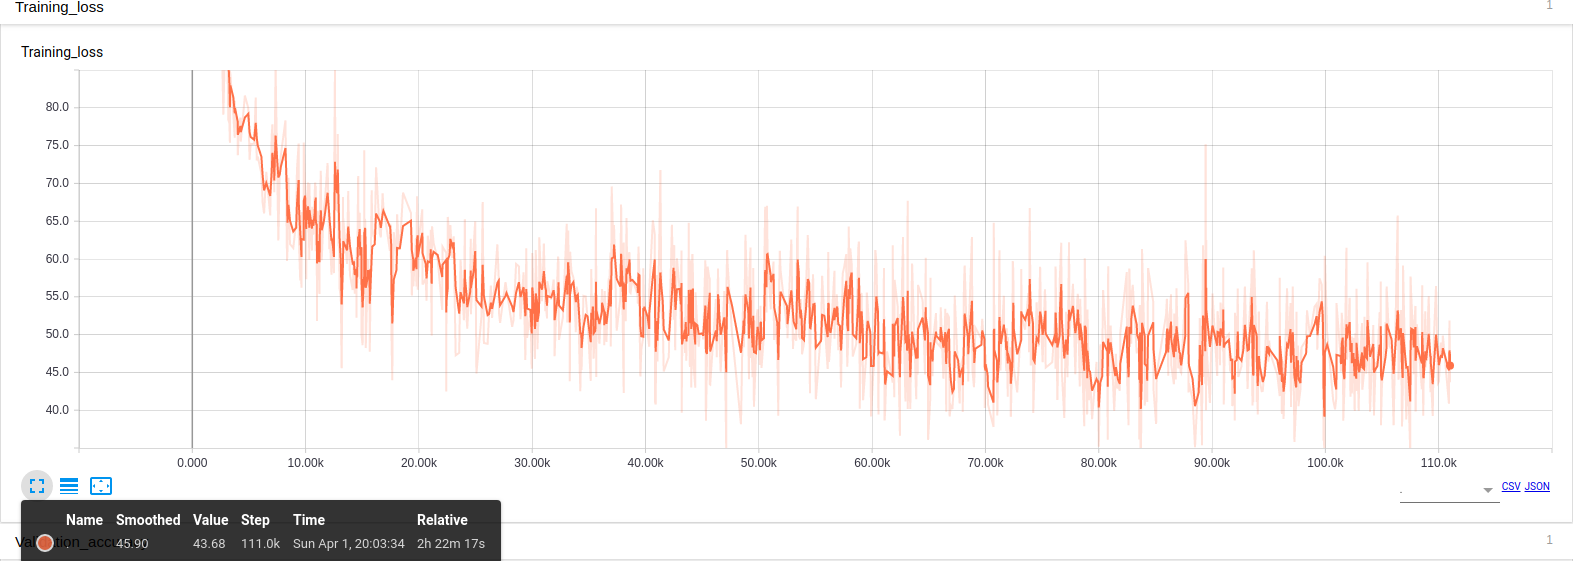 Training_loss 1
Training_loss
80.0
75.0
70.0
65.0
60.0
55.0
50.0
45.0
40.0
0.000 10.00k 20.00k 30.00k 40.00k 50.00k 60.00k 70.00k 80.00k 90.00k 100.0k 110.0k
CSV JSON
Name Smoothed Value Step Time Relative
45.90 43.68 111.0k Sun Apr 1, 20:03:34 2h 22m 17s
Validation_accuracy 1